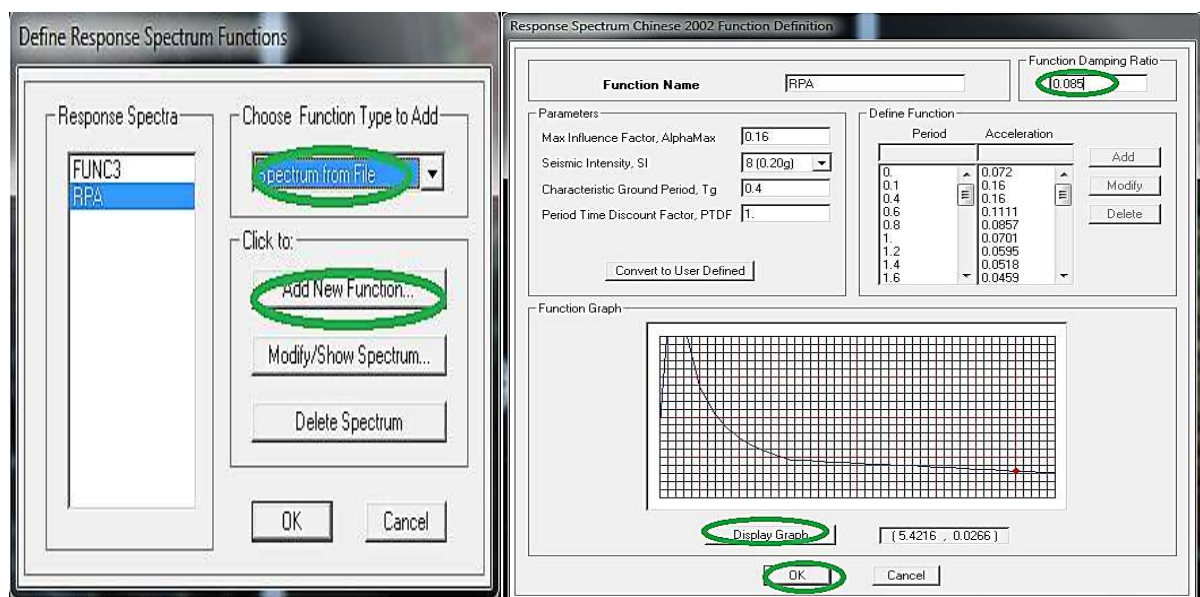 Define Response Spectrum Functions
Response Spectra
FUNC3
RPA
Choose Function Type to Add
Spectrum from File
Click to:
Add New Function...
Modify/Show Spectrum...
Delete Spectrum
OK
Cancel
Response Spectrum Chinese 2002 Function Definition
Function Name
RPA
Function Damping Ratio
0.085
Parameters
Max Influence Factor, AlphaMax
0.16
Seismic Intensity, SI
8 (0.20g)
Characteristic Ground Period, Tg
0.4
Period Time Discount Factor, PTDF
1.
Convert to User Defined
Define Function
Period Acceleration
0. 0.072
0.1 0.16
0.4 0.16
0.6 0.1111
0.8 0.0857
1. 0.0701
1.2 0.0595
1.4 0.0518
1.6 0.0459
Add
Modify
Delete
Function Graph
Display Graph
(5.4216 , 0.0266)
OK
Cancel